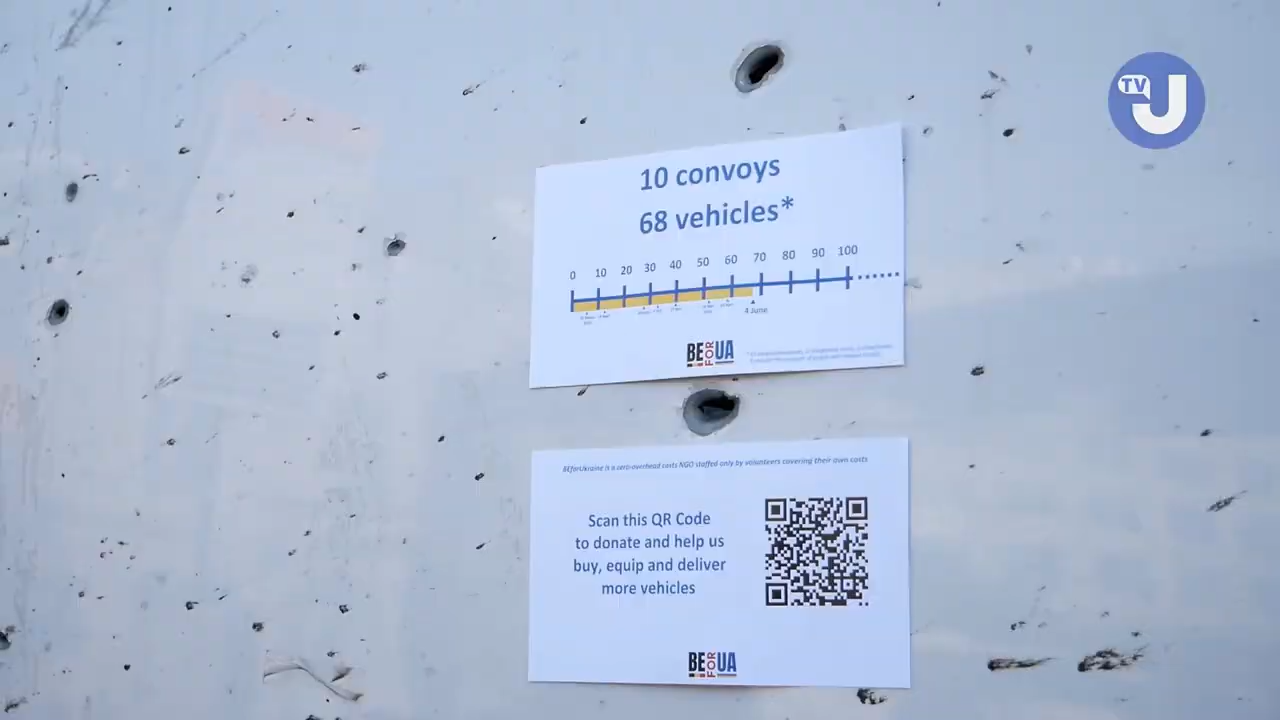 TV U
10 convoys
68 vehicles*
0 10 20 30 40 50 60 70 80 90 100
4 June
BE FOR UA
BEforUkraine is a zero-overhead costs NGO staffed only by volunteers covering their own costs
Scan this QR Code
to donate and help us
buy, equip and deliver
more vehicles
BE FOR UA